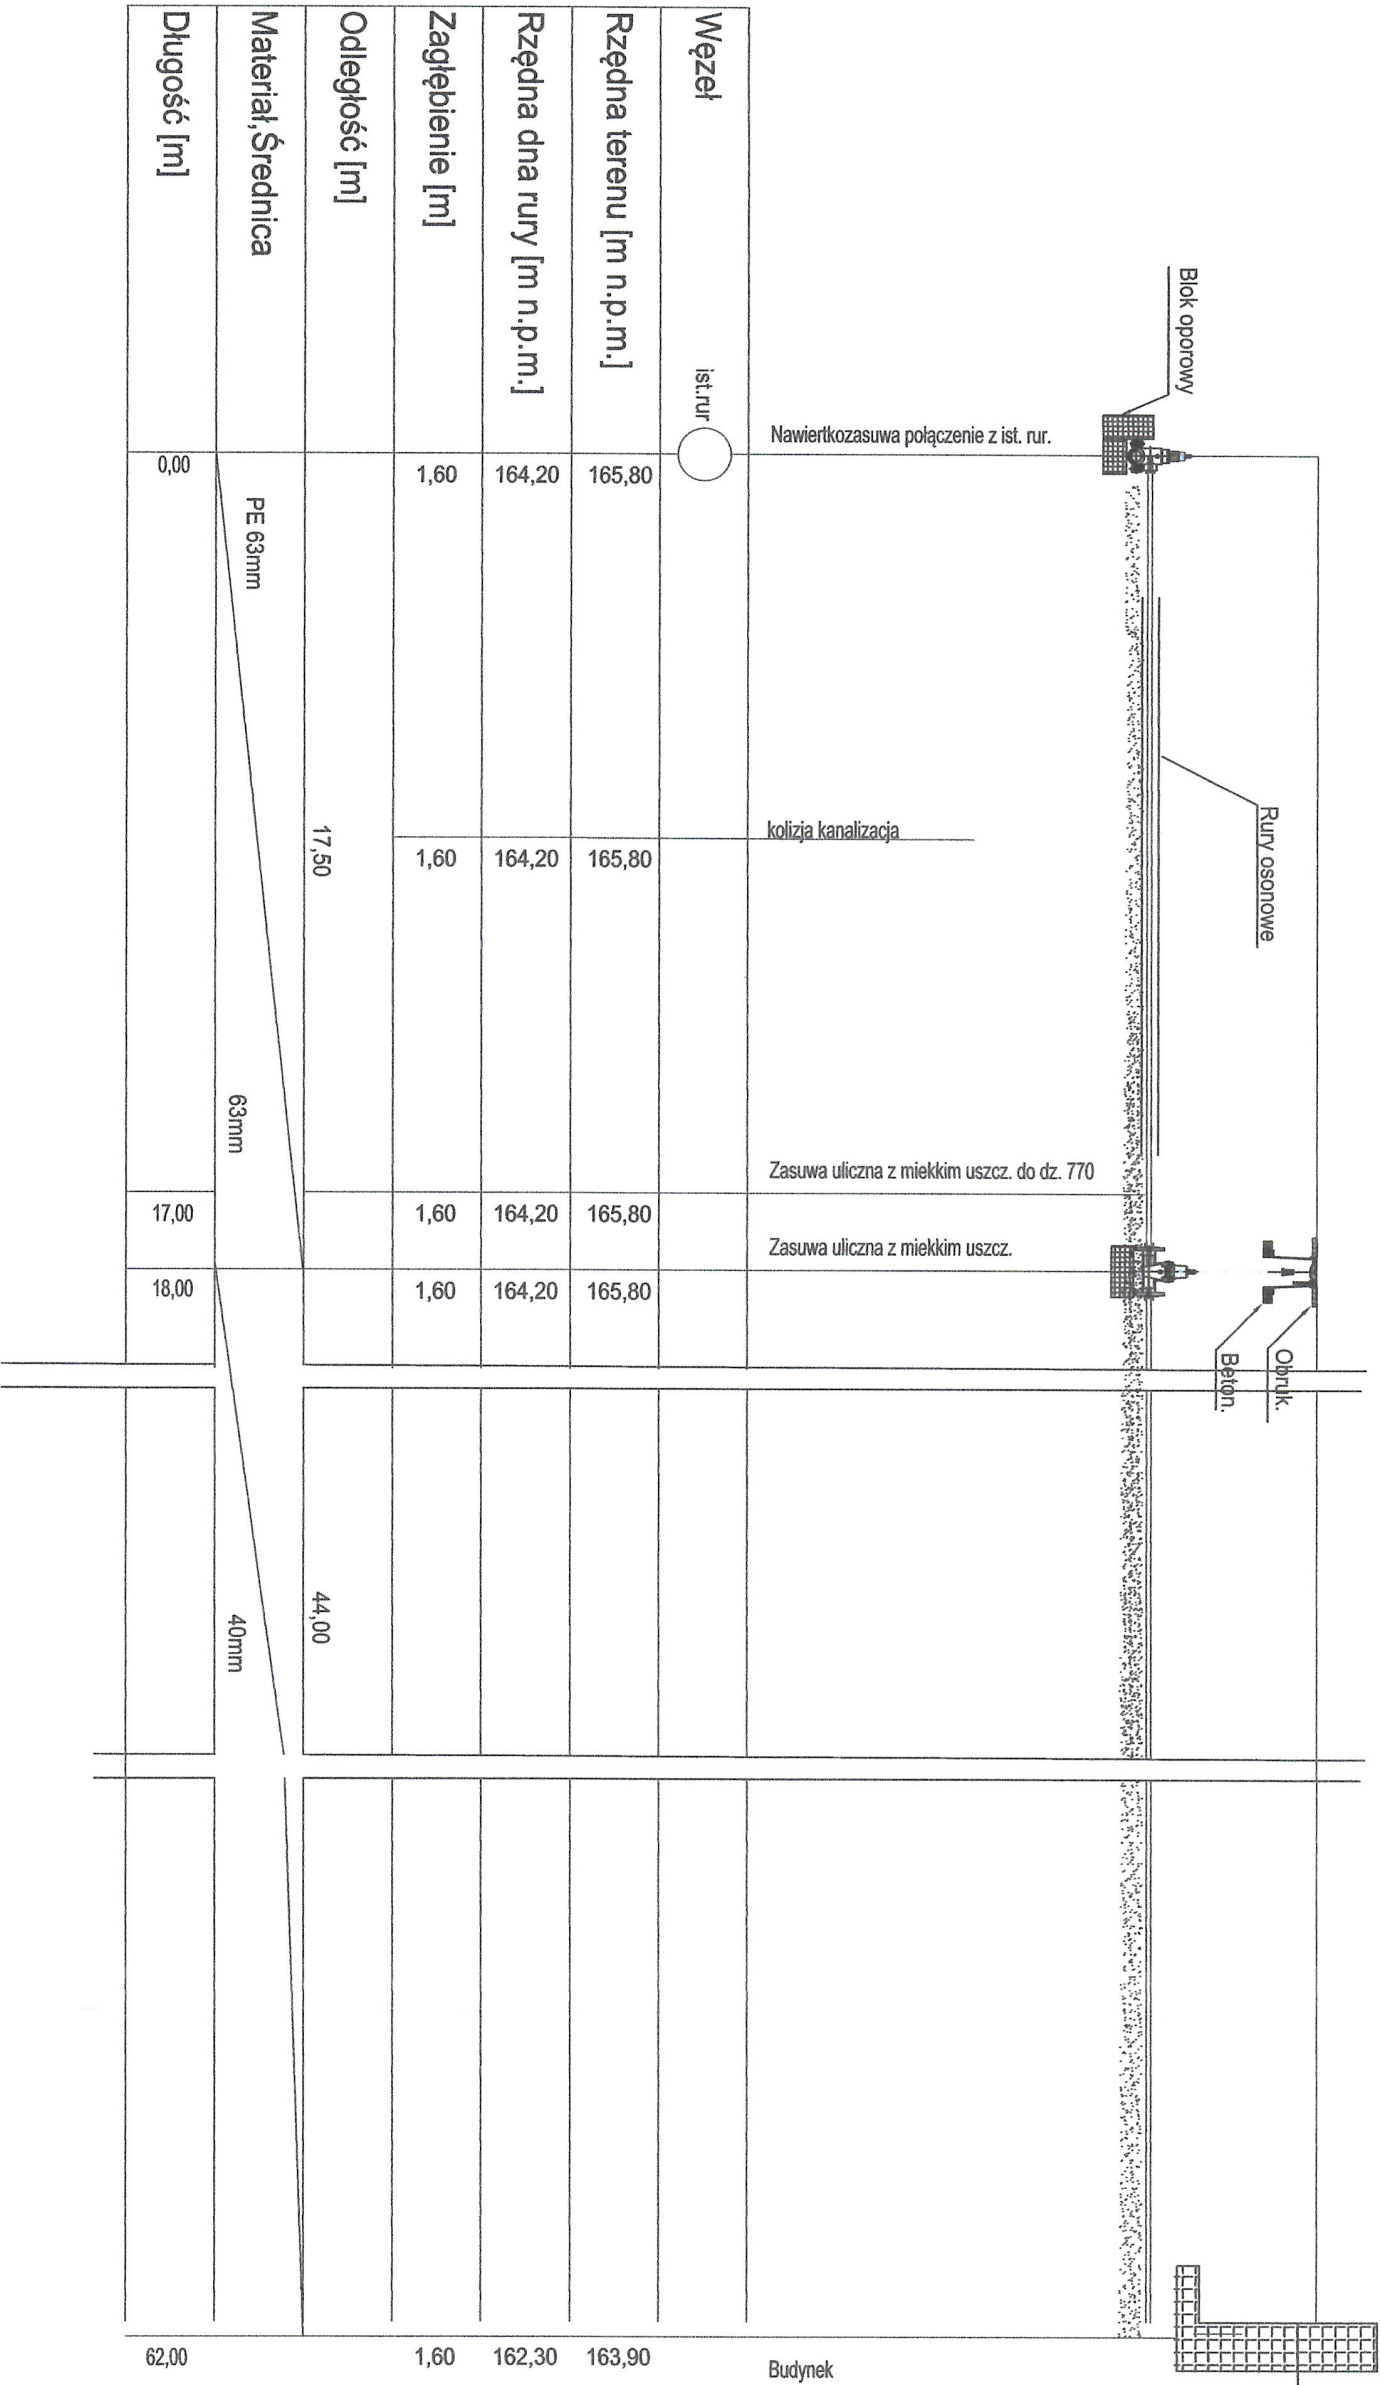 Blok oporowy
Rury osonowe
Obruk.
Beton.
Nawiertkozasuwa połączenie z ist. rur.
kolizja kanalizacja
Zasuwa uliczna z miekkim uszcz. do dz. 770
Zasuwa uliczna z miekkim uszcz.
Budynek
Węzeł ist.rur
Rzędna terenu [m n.p.m.] 165,80 165,80 165,80 165,80 163,90
Rzędna dna rury [m n.p.m.] 164,20 164,20 164,20 164,20 162,30
Zagłębienie [m] 1,60 1,60 1,60 1,60 1,60
Odległość [m] 17,50 44,00
Materiał,Średnica PE 63mm 63mm 40mm
Długość [m] 0,00 17,00 18,00 62,00